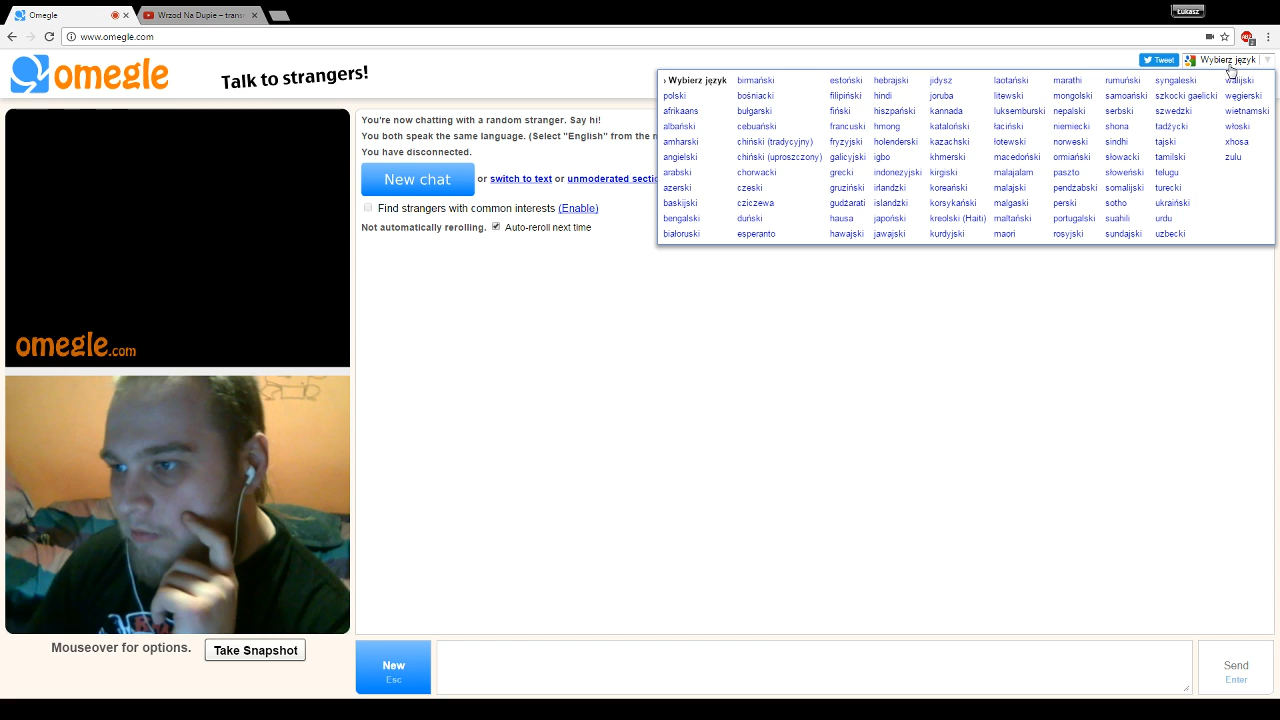 Omegle
Wrzod Na Dupie – trans
Łukasz
www.omegle.com
omegle
Talk to strangers!
Tweet
Wybierz język
You're now chatting with a random stranger. Say hi!
You both speak the same language. (Select "English" from the
You have disconnected.
New chat
or switch to text or unmoderated
Find strangers with common interests (Enable)
Not automatically rerolling. Auto-reroll next time
› Wybierz język birmański estoński hebrajski jidysz laotański marathi rumuński syngaleski walijski
polski bośniacki filipiński hindi joruba litewski mongolski samoański szkocki gaelicki węgierski
afrikaans bułgarski fiński hiszpański kannada luksemburski nepalski serbski szwedzki wietnamski
albański cebuański francuski hmong kataloński łaciński niemiecki shona tadżycki włoski
amharski chiński (tradycyjny) fryzyjski holenderski kazachski łotewski norweski sindhi tajski xhosa
angielski chiński (uproszczony) galicyjski igbo khmerski macedoński ormiański słowacki tamilski zulu
arabski chorwacki grecki indonezyjski kirgiski malajalam paszto słoweński telugu
azerski czeski gruziński irlandzki koreański malajski pendżabski somalijski turecki
baskijski cziczewa gudżarati islandzki korsykański malgaski perski sotho ukraiński
bengalski duński hausa japoński kreolski (Haiti) maltański portugalski suahili urdu
białoruski esperanto hawajski jawajski kurdyjski maori rosyjski sundajski uzbecki
omegle.com
Mouseover for options.
Take Snapshot
New
Esc
Send
Enter